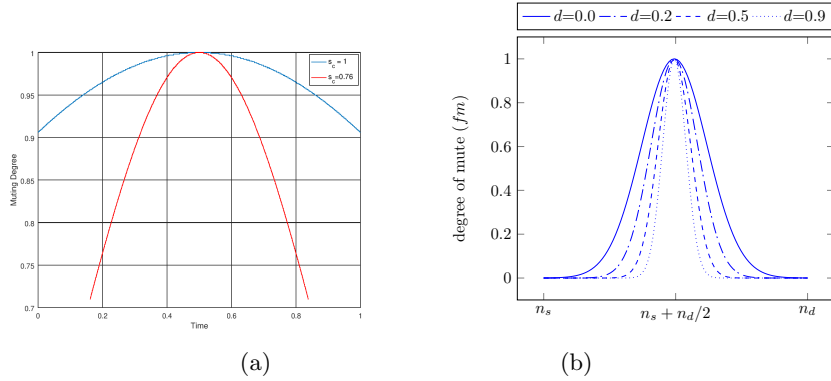 d=0.0 d=0.2 d=0.5 d=0.9
s_c = 1
s_c=0.76
1
0.95
0.9
0.85
0.8
0.75
0.7
Muting Degree
0 0.2 0.4 0.6 0.8 1
Time
(a)
1
0.8
0.6
0.4
0.2
0
degree of mute (fm)
n_s n_s + n_d/2 n_d
(b)